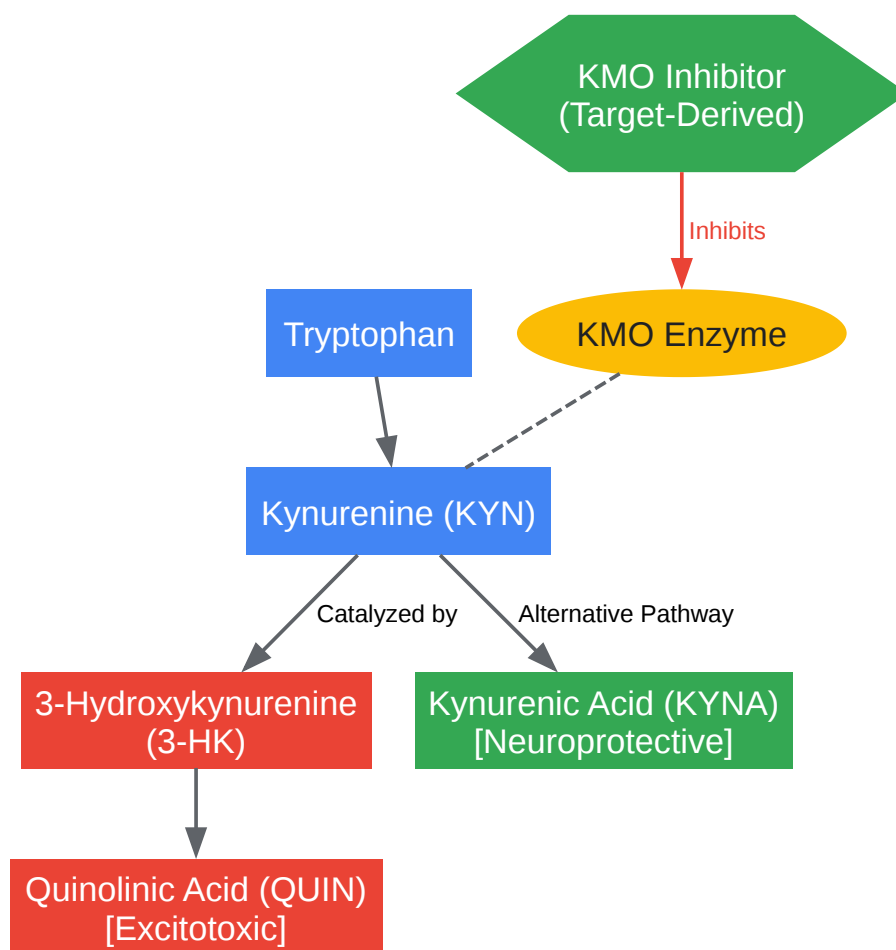 KMO Inhibitor
(Target-Derived)
Inhibits
Tryptophan
KMO Enzyme
Kynurenine (KYN)
Catalyzed by
Alternative Pathway
3-Hydroxykynurenine
(3-HK)
Kynurenic Acid (KYNA)
[Neuroprotective]
Quinolinic Acid (QUIN)
[Excitotoxic]